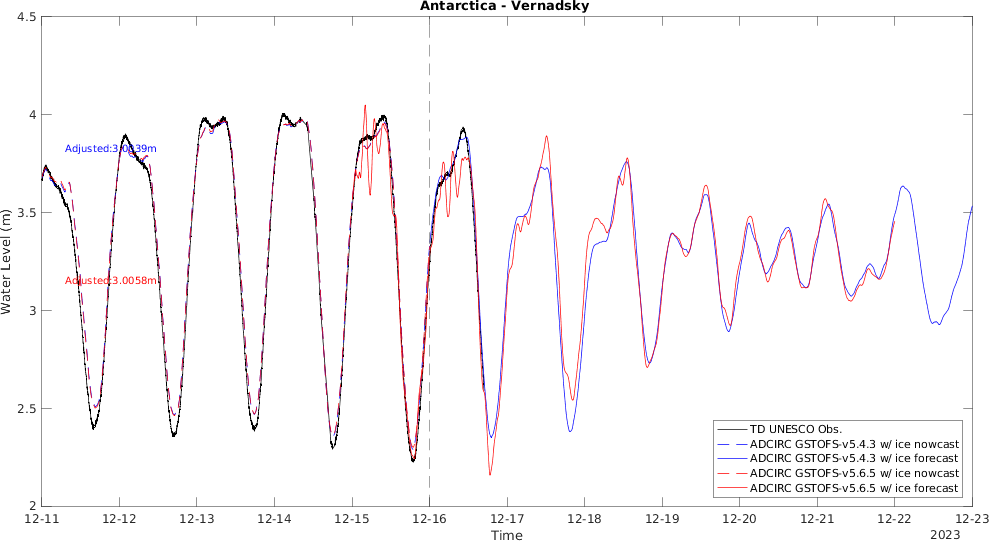 Antarctica - Vernadsky
4.5
4
3.5
3
2.5
2
Water Level (m)
Adjusted:3.0039m
Adjusted:3.0058m
TD UNESCO Obs.
ADCIRC GSTOFS-v5.4.3 w/ ice nowcast
ADCIRC GSTOFS-v5.4.3 w/ ice forecast
ADCIRC GSTOFS-v5.6.5 w/ ice nowcast
ADCIRC GSTOFS-v5.6.5 w/ ice forecast
12-11 12-12 12-13 12-14 12-15 12-16 12-17 12-18 12-19 12-20 12-21 12-22 12-23
Time
2023